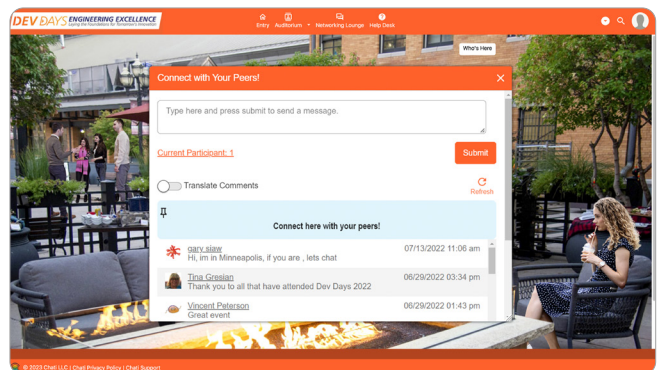 DEV DAYS ENGINEERING EXCELLENCE
Laying the Foundations for Tomorrow's Innovation
Entry Auditorium Networking Lounge Help Desk
Who's Here
Connect with Your Peers!
Type here and press submit to send a message.
Current Participant: 1
Submit
Translate Comments
Refresh
Connect here with your peers!
gary siaw 07/13/2022 11:06 am
Hi, im in Minneapolis, if you are , lets chat
Tina Gresian 06/29/2022 03:34 pm
Thank you to all that have attended Dev Days 2022
Vincent Peterson 06/29/2022 01:43 pm
Great event
© 2023 Chall LLC | Chall Privacy Policy | Chall Support